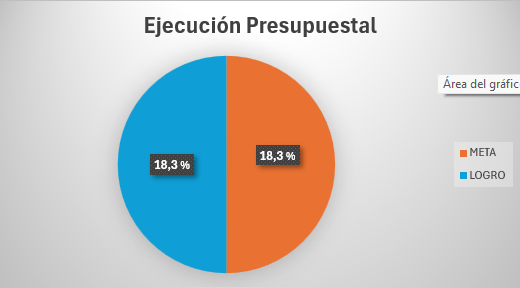 Ejecución Presupuestal
Área del gráfic
META
18,3 %
18,3 %
LOGRO